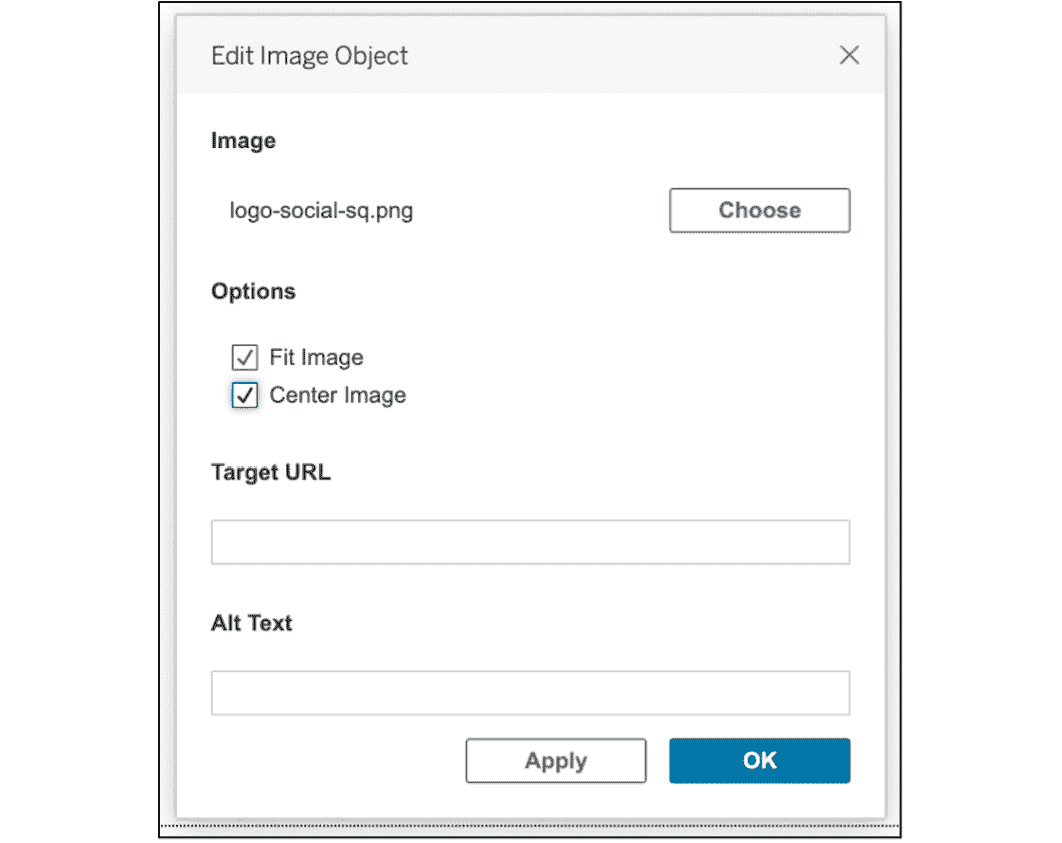 Edit Image Object
Image
logo-social-sq.png
Choose
Options
Fit Image
Center Image
Target URL
Alt Text
Apply
OK